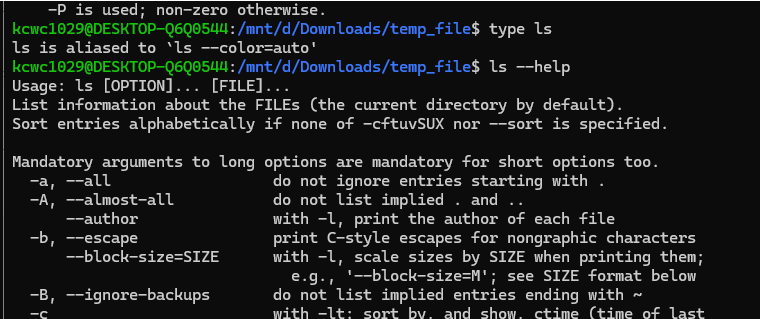 -P is used; non-zero otherwise.
kcwc1029@DESKTOP-Q6Q0544:/mnt/d/Downloads/temp_file$ type ls
ls is aliased to `ls --color=auto'
kcwc1029@DESKTOP-Q6Q0544:/mnt/d/Downloads/temp_file$ ls --help
Usage: ls [OPTION]... [FILE]...
List information about the FILEs (the current directory by default).
Sort entries alphabetically if none of -cftuvSUX nor --sort is specified.

Mandatory arguments to long options are mandatory for short options too.
  -a, --all                  do not ignore entries starting with .
  -A, --almost-all           do not list implied . and ..
      --author               with -l, print the author of each file
  -b, --escape               print C-style escapes for nongraphic characters
      --block-size=SIZE      with -l, scale sizes by SIZE when printing them;
                               e.g., '--block-size=M'; see SIZE format below
  -B, --ignore-backups       do not list implied entries ending with ~
  -c                         with -lt: sort by, and show, ctime (time of last